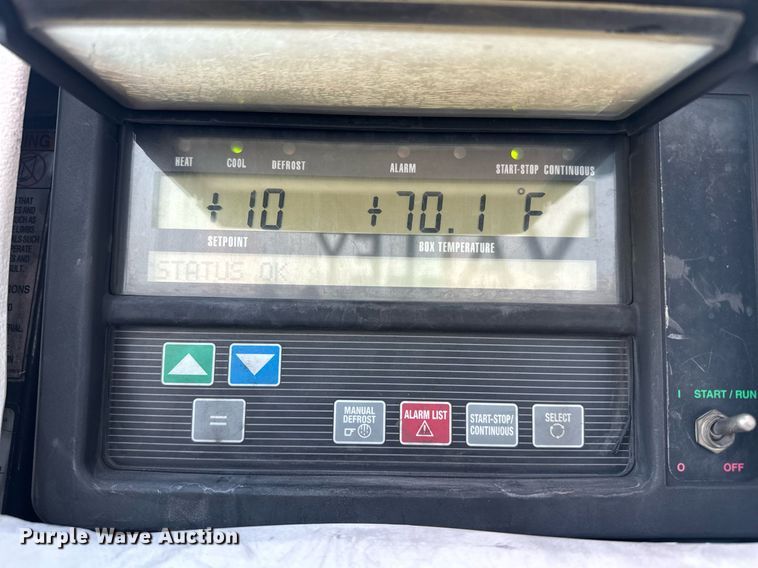 HEAT COOL DEFROST ALARM START-STOP CONTINUOUS
+10 +70.1 °F
SETPOINT BOX TEMPERATURE
STATUS OK
MANUAL DEFROST
ALARM LIST
START-STOP/ CONTINUOUS
SELECT
=
I START / RUN
O OFF
Purple Wave Auction